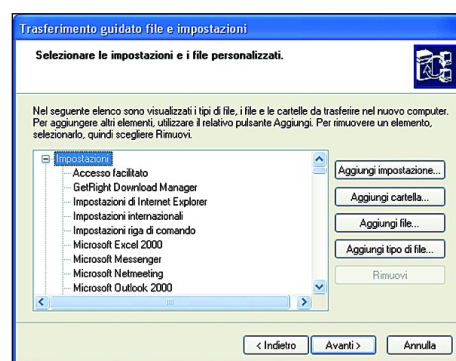 Trasferimento guidato file e impostazioni
Selezionare le impostazioni e i file personalizzati.
Nel seguente elenco sono visualizzati i tipi di file, i file e le cartelle da trasferire nel nuovo computer.
Per aggiungere altri elementi, utilizzare il relativo pulsante Aggiungi. Per rimuovere un elemento,
selezionarlo, quindi scegliere Rimuovi.
Impostazioni
Accesso facilitato
GetRight Download Manager
Impostazioni di Internet Explorer
Impostazioni internazionali
Impostazioni riga di comando
Microsoft Excel 2000
Microsoft Messenger
Microsoft Netmeeting
Microsoft Outlook 2000
Aggiungi impostazione...
Aggiungi cartella...
Aggiungi file...
Aggiungi tipo di file...
Rimuovi
< Indietro
Avanti >
Annulla